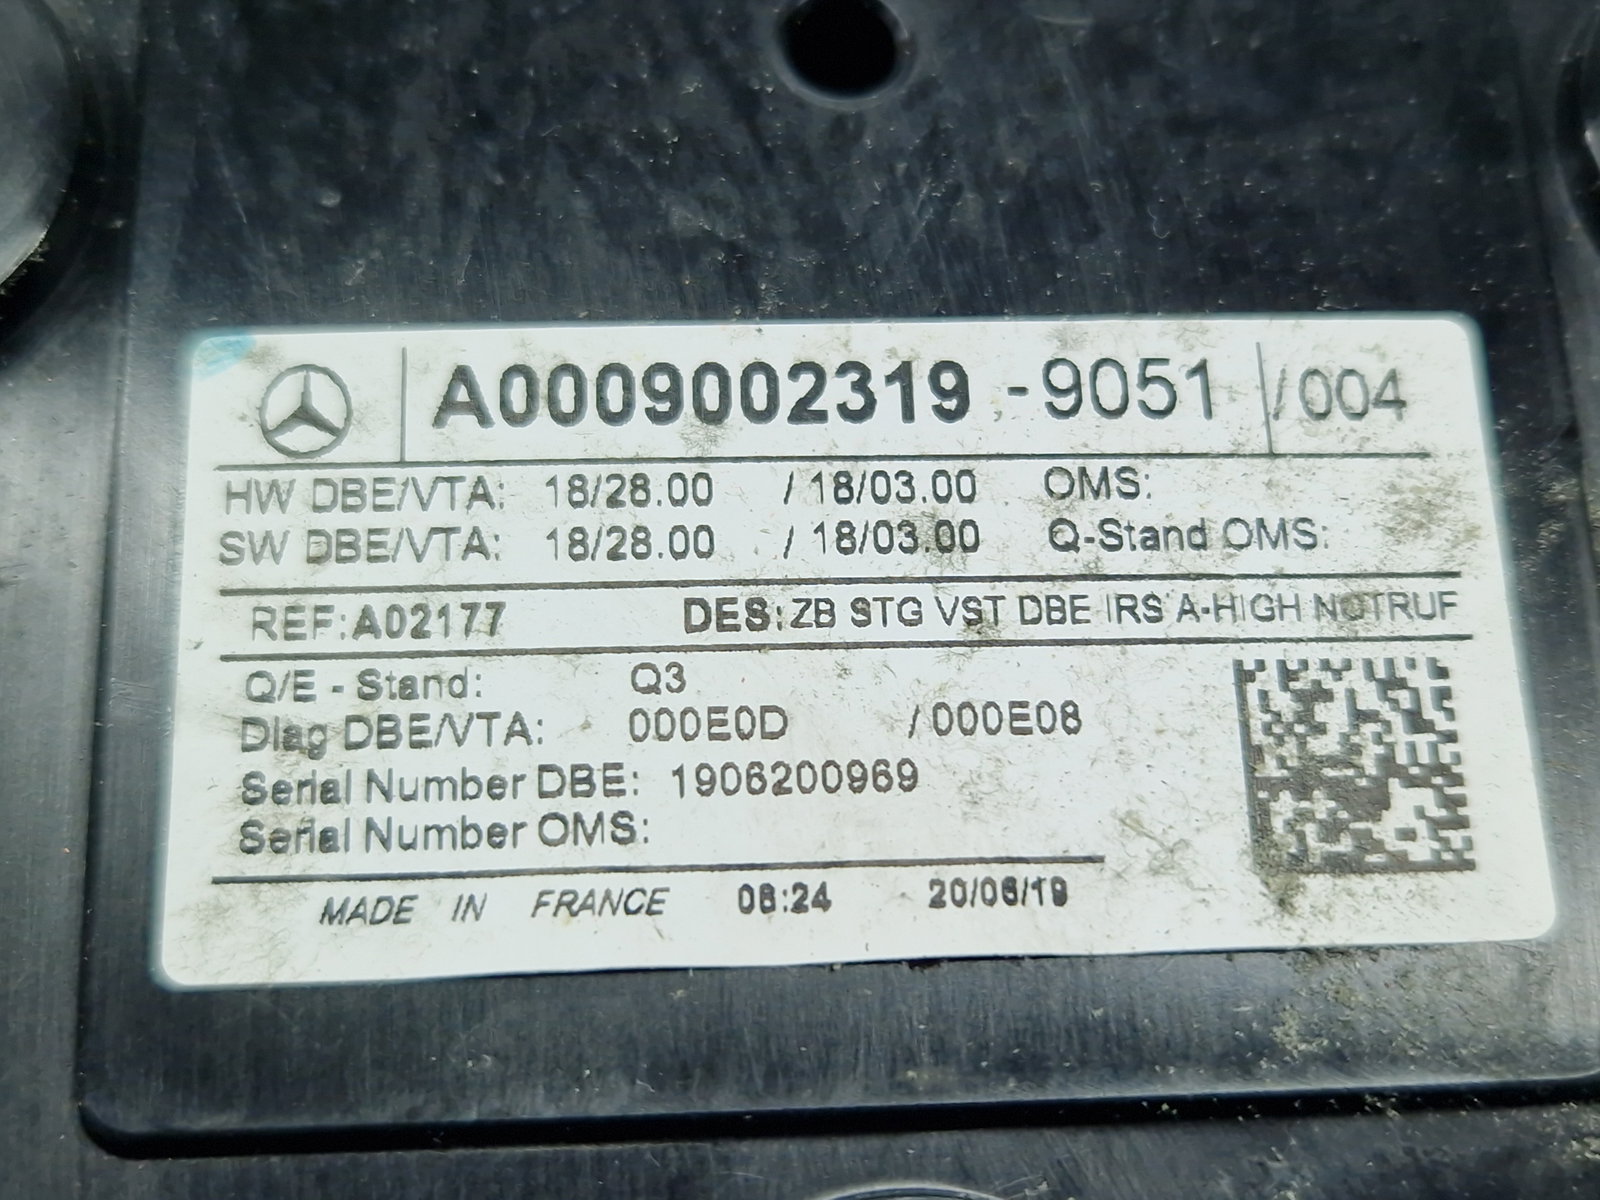 A0009002319 -9051 /004
HW DBE/VTA: 18/28.00 / 18/03.00 OMS:
SW DBE/VTA: 18/28.00 / 18/03.00 Q-Stand OMS:
REF:A02177 DES:ZB STG VST DBE IRS A-HIGH NOTRUF
Q/E - Stand: Q3
Diag DBE/VTA: 000E0D / 000E08
Serial Number DBE: 1906200969
Serial Number OMS:
MADE IN FRANCE 08:24 20/06/19